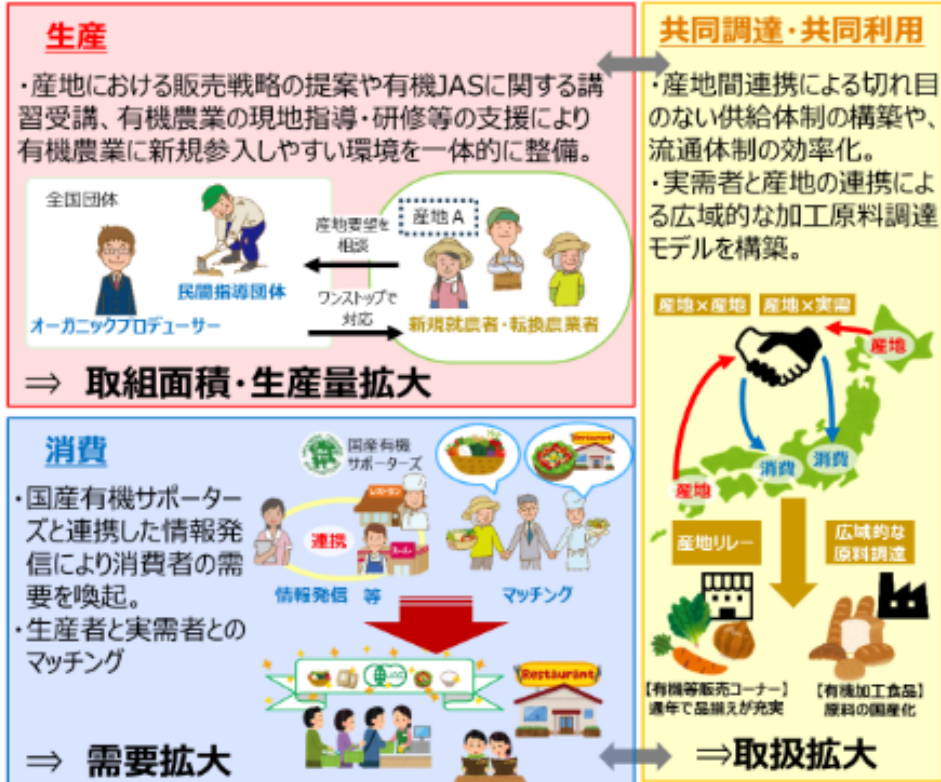 生産
・産地における販売戦略の提案や有機JASに関する講
習受講、有機農業の現地指導・研修等の支援により
有機農業に新規参入しやすい環境を一体的に整備。
全国団体
民間指導団体
オーガニックプロデューサー
産地要望を
相談
ワンストップで
対応
産地A
新規就農者・転換農業者
⇒ 取組面積・生産量拡大
消費
・国産有機サポーター
ズと連携した情報発
信により消費者の需
要を喚起。
・生産者と実需者との
マッチング
国産有機
サポーターズ
レストラン
連携
スーパー
情報発信 等
Restaurant
マッチング
Restaurant
⇒ 需要拡大
共同調達・共同利用
・産地間連携による切れ目
のない供給体制の構築や、
流通体制の効率化。
・実需者と産地の連携によ
る広域的な加工原料調達
モデルを構築。
産地×産地
産地×実需
産地
消費
消費
産地
産地リレー
広域的な
原料調達
【有機等販売コーナー】
通年で品揃えが充実
【有機加工食品】
原料の国産化
⇒取扱拡大